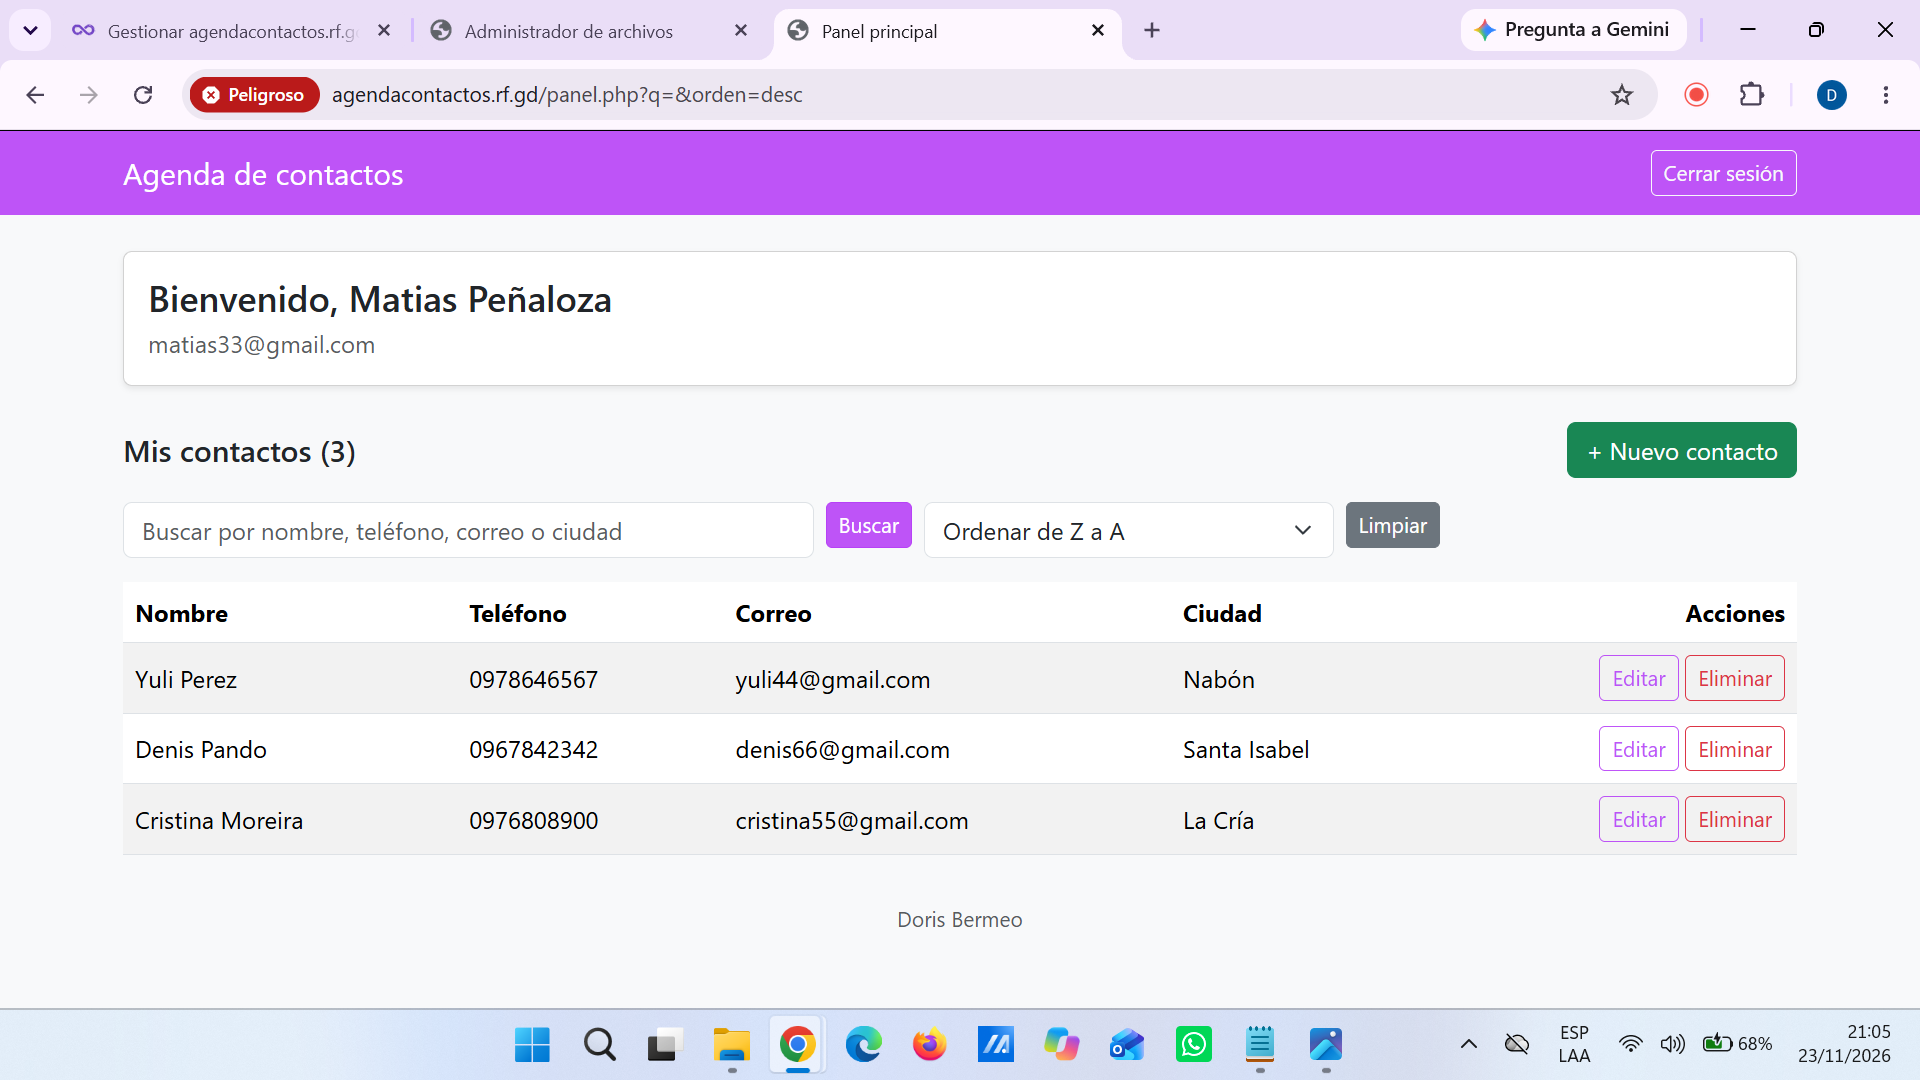 Gestionar agendacontactos.rf.g
Administrador de archivos
Panel principal
Pregunta a Gemini
Peligroso
agendacontactos.rf.gd/panel.php?q=&orden=desc
D
Agenda de contactos
Cerrar sesión
Bienvenido, Matias Peñaloza
matias33@gmail.com
Mis contactos (3)
+ Nuevo contacto
Buscar por nombre, teléfono, correo o ciudad
Buscar
Ordenar de Z a A
Limpiar
Nombre Teléfono Correo Ciudad Acciones
Yuli Perez 0978646567 yuli44@gmail.com Nabón Editar Eliminar
Denis Pando 0967842342 denis66@gmail.com Santa Isabel Editar Eliminar
Cristina Moreira 0976808900 cristina55@gmail.com La Cría Editar Eliminar
Doris Bermeo
ESP
LAA
68%
21:05
23/11/2026